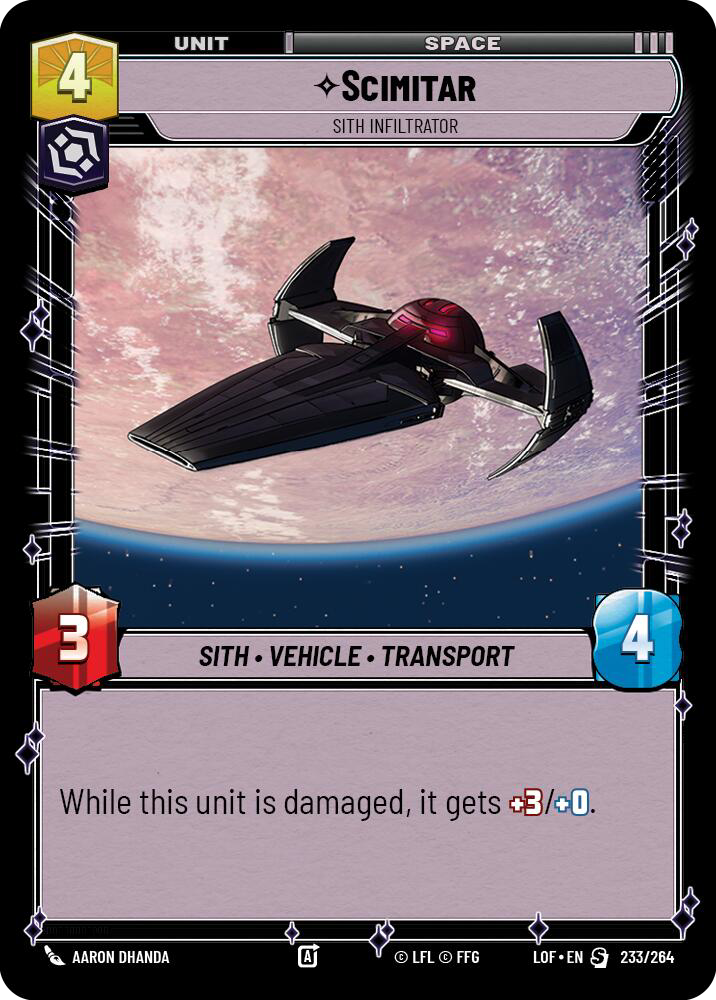 UNIT SPACE
4 ✧SCIMITAR
SITH INFILTRATOR
3 4
SITH • VEHICLE • TRANSPORT
While this unit is damaged, it gets +3/+0.
AARON DHANDA A © LFL © FFG LOF • EN S 233/264